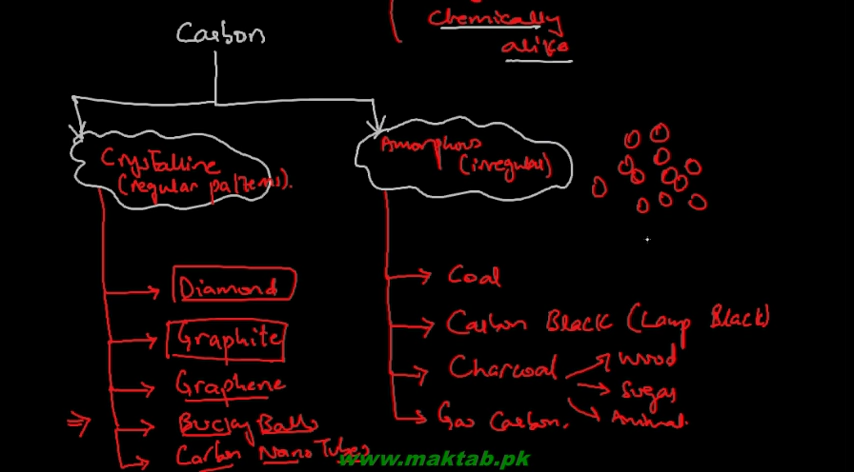 Chemically
alike
Carbon
Crystalline
(regular patterns).
Amorphous
(irregular)
Diamond
Graphite
Graphene
Bucky Balls
Carbon Nano Tubes
Coal
Carbon Black (Lamp Black)
Charcoal
Wood
Sugar
Animal.
Gas Carbon.
www.maktab.pk